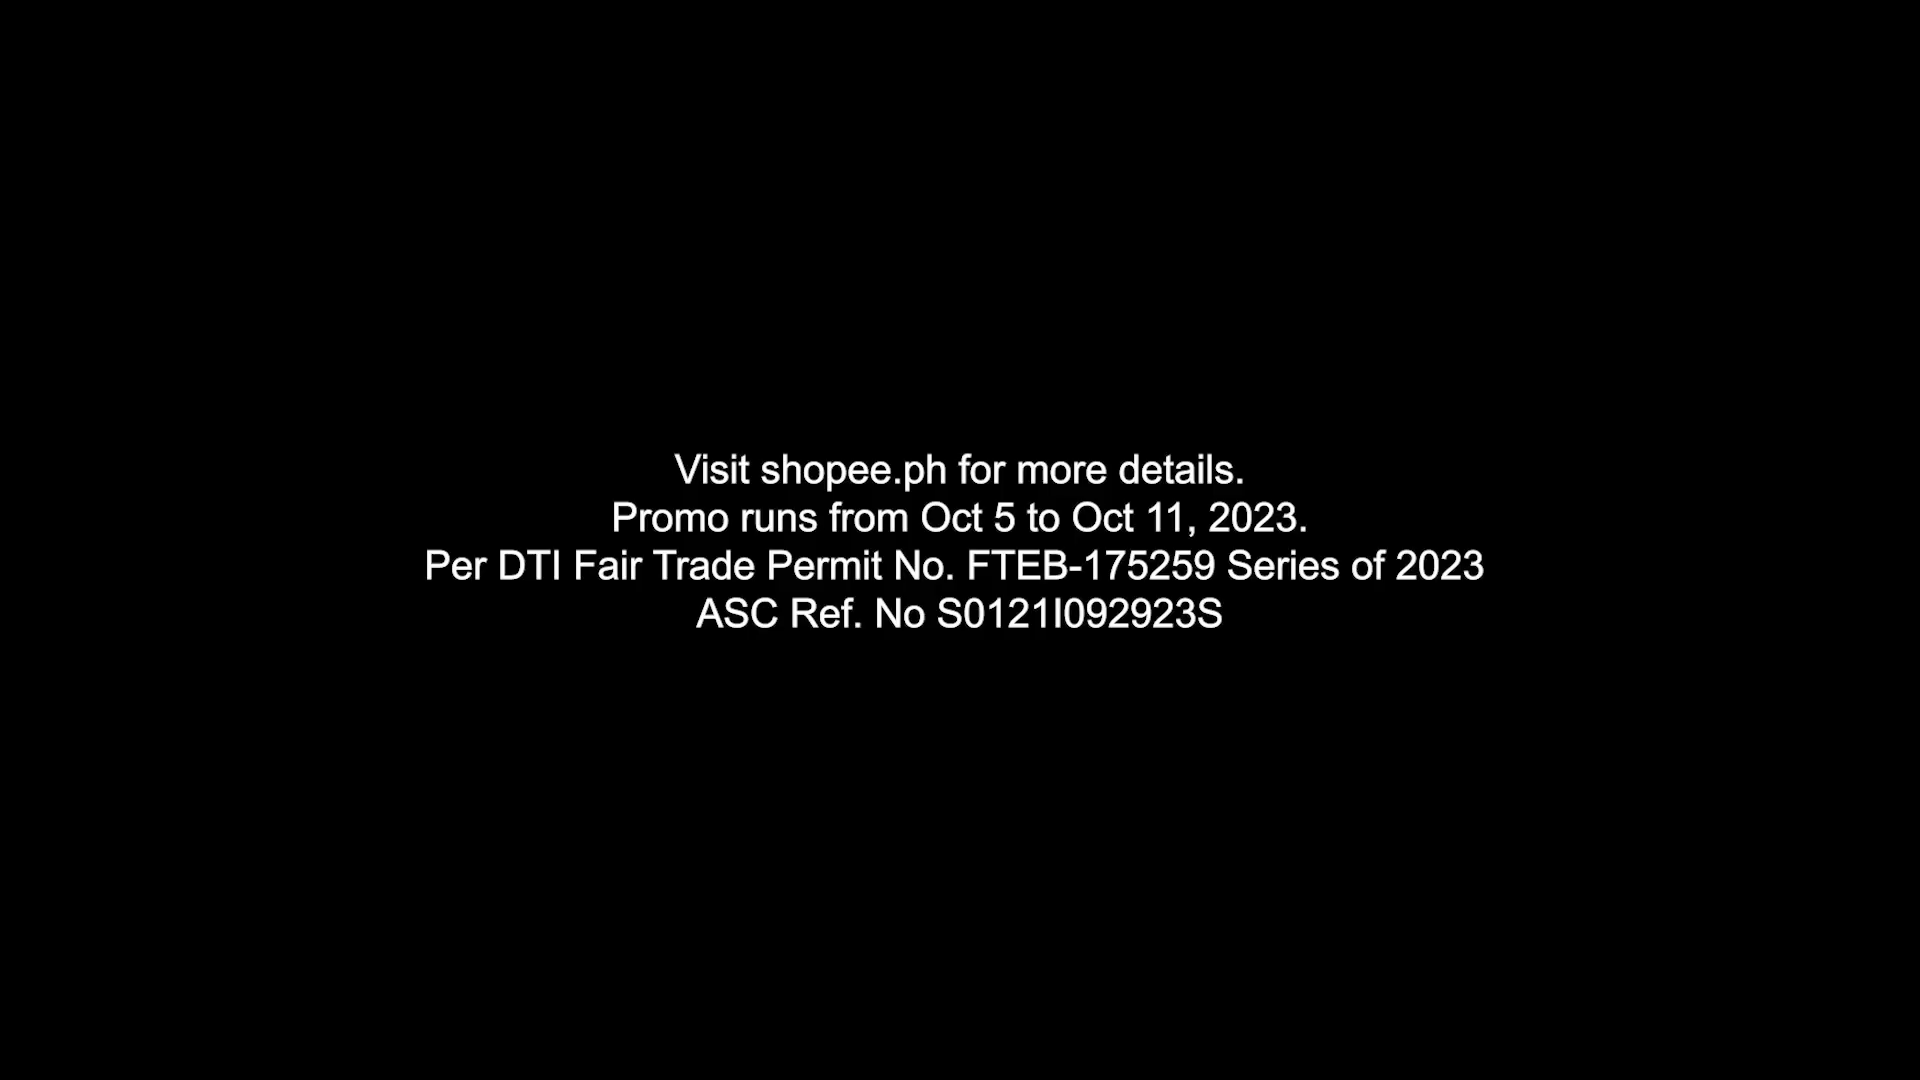 Visit shopee.ph for more details.
Promo runs from Oct 5 to Oct 11, 2023.
Per DTI Fair Trade Permit No. FTEB-175259 Series of 2023
ASC Ref. No S0121I092923S